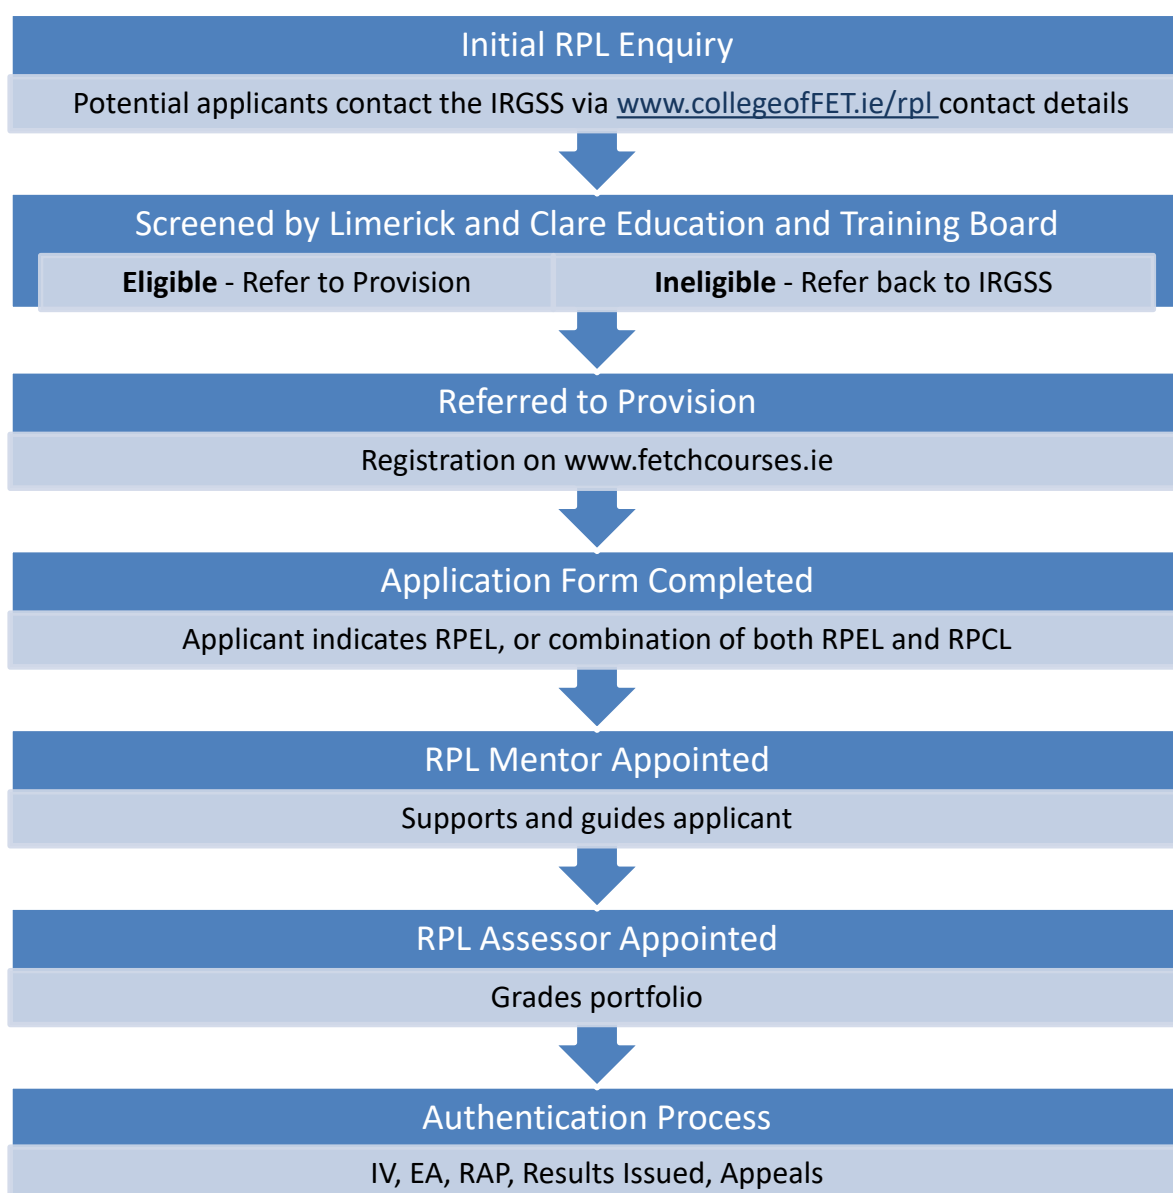 Initial RPL Enquiry
Potential applicants contact the IRGSS via www.collegeofFET.ie/rpl contact details
Screened by Limerick and Clare Education and Training Board
Eligible - Refer to Provision
Ineligible - Refer back to IRGSS
Referred to Provision
Registration on www.fetchcourses.ie
Application Form Completed
Applicant indicates RPEL, or combination of both RPEL and RPCL
RPL Mentor Appointed
Supports and guides applicant
RPL Assessor Appointed
Grades portfolio
Authentication Process
IV, EA, RAP, Results Issued, Appeals